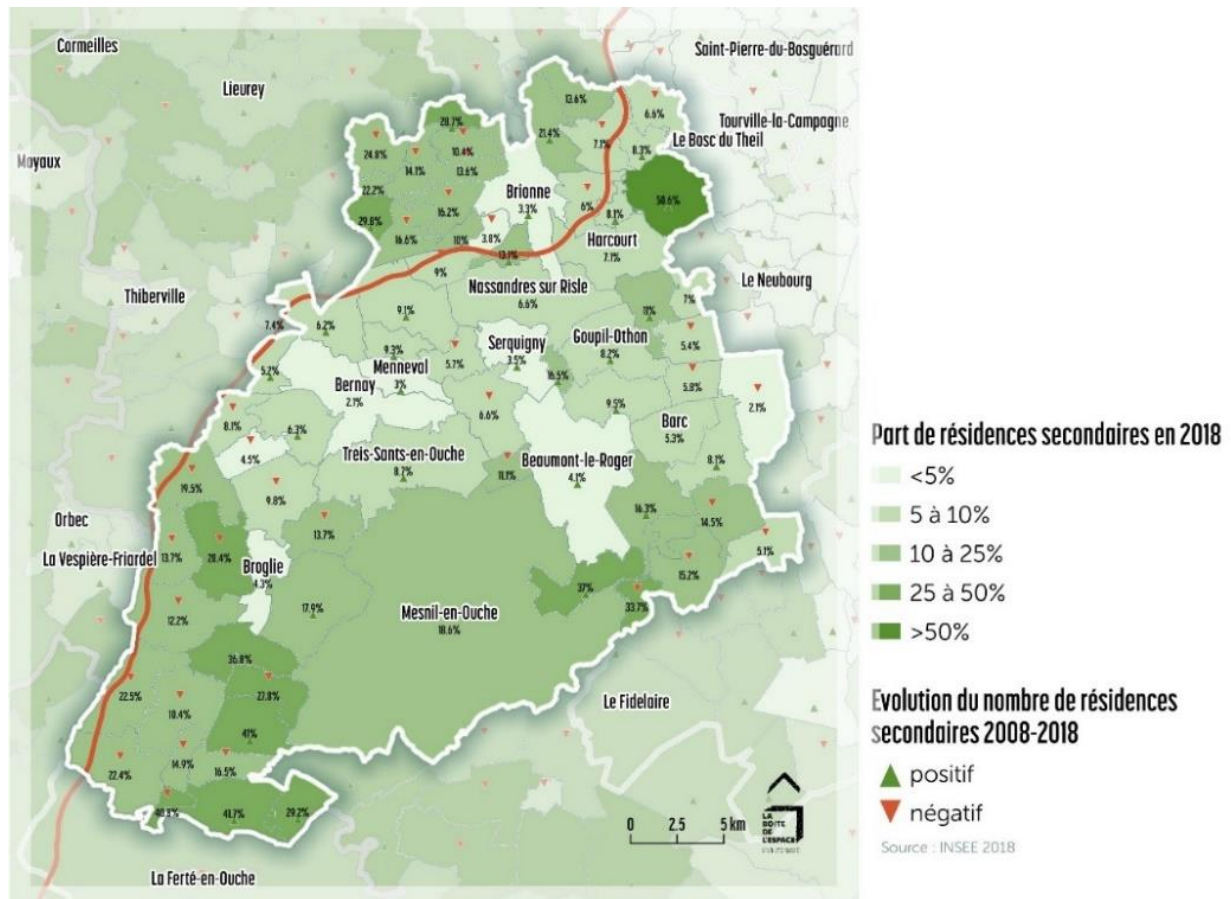 Cormeilles
Saint-Pierre-du-Bosguérard
Lieurey
13.6%
6.6%
Tourville-la-Campagne
28.7%
21.4%
7.1%
Le Bosc du Theil
8.3%
24.8%
10.4%
14.1%
13.6%
Moyaux
22.2%
Brionne
3.3%
6%
8.1%
50.6%
29.8%
16.2%
16.6%
10%
3.8%
Harcourt
7.1%
13.1%
9%
Le Neubourg
Nassandres sur Risle
6.6%
7%
Thiberville
7.4%
6.2%
9.1%
11%
Serquigny
3.5%
Goupil-Othon
8.2%
5.4%
9.3%
5.7%
Menneval
3%
5.2%
Bernay
2.7%
16.5%
5.8%
2.1%
8.1%
6.3%
6.6%
9.5%
Barc
5.3%
4.5%
Treis-Sants-en-Ouche
8.7%
Beaumont-le-Roger
4.1%
8.1%
19.5%
9.8%
11.1%
Orbec
13.7%
16.3%
14.5%
La Vespière-Friardel
13.7%
28.4%
Broglie
4.3%
5.1%
15.2%
12.2%
17.9%
Mesnil-en-Ouche
18.6%
37%
33.7%
36.8%
22.5%
27.8%
Le Fidelaire
10.4%
41%
22.4%
14.9%
16.5%
40.8%
41.7%
29.2%
La Ferté-en-Ouche
0 2.5 5 km
LA
BOITE
DE
L'ESPACE
Part de résidences secondaires en 2018
<5%
5 à 10%
10 à 25%
25 à 50%
>50%
Evolution du nombre de résidences
secondaires 2008-2018
positif
négatif
Source : INSEE 2018